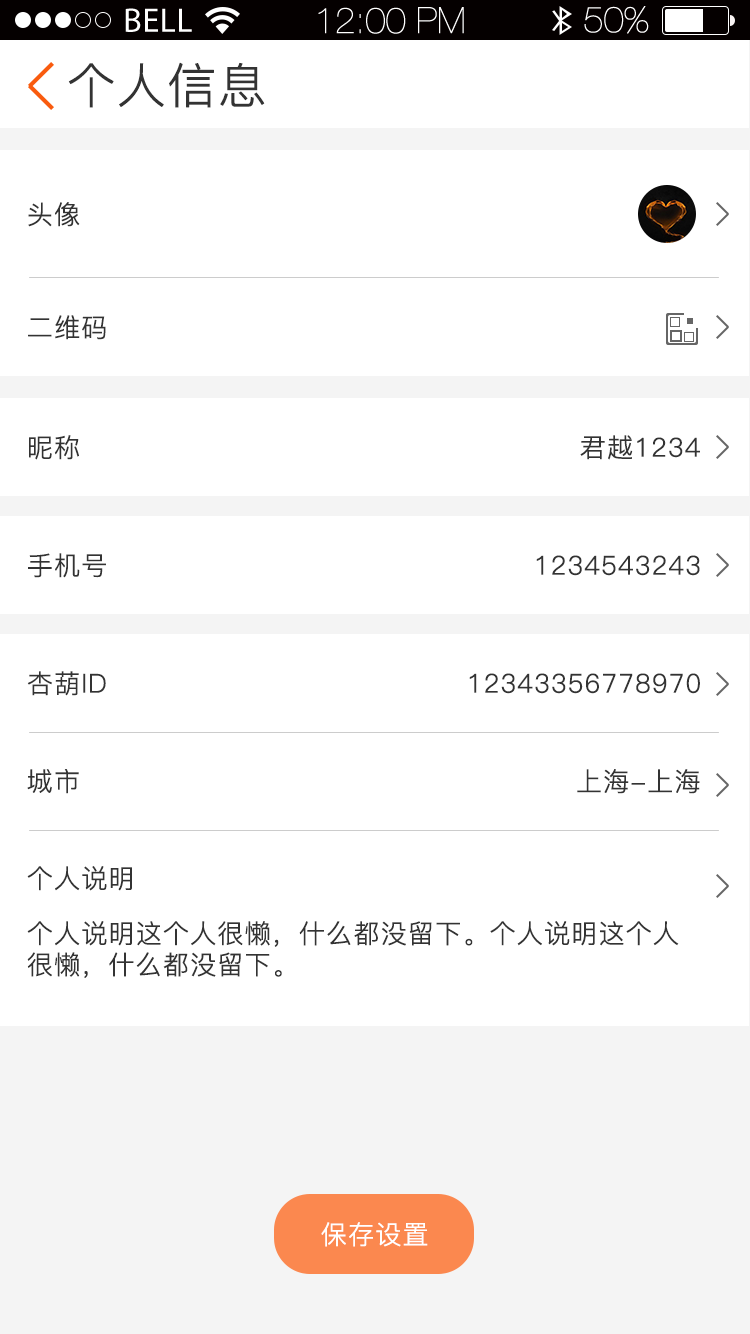 BELL 12:00 PM 50%
个人信息
头像
二维码
昵称 君越1234
手机号 1234543243
杏葫ID 12343356778970
城市 上海-上海
个人说明
个人说明这个人很懒，什么都没留下。个人说明这个人
很懒，什么都没留下。
保存设置